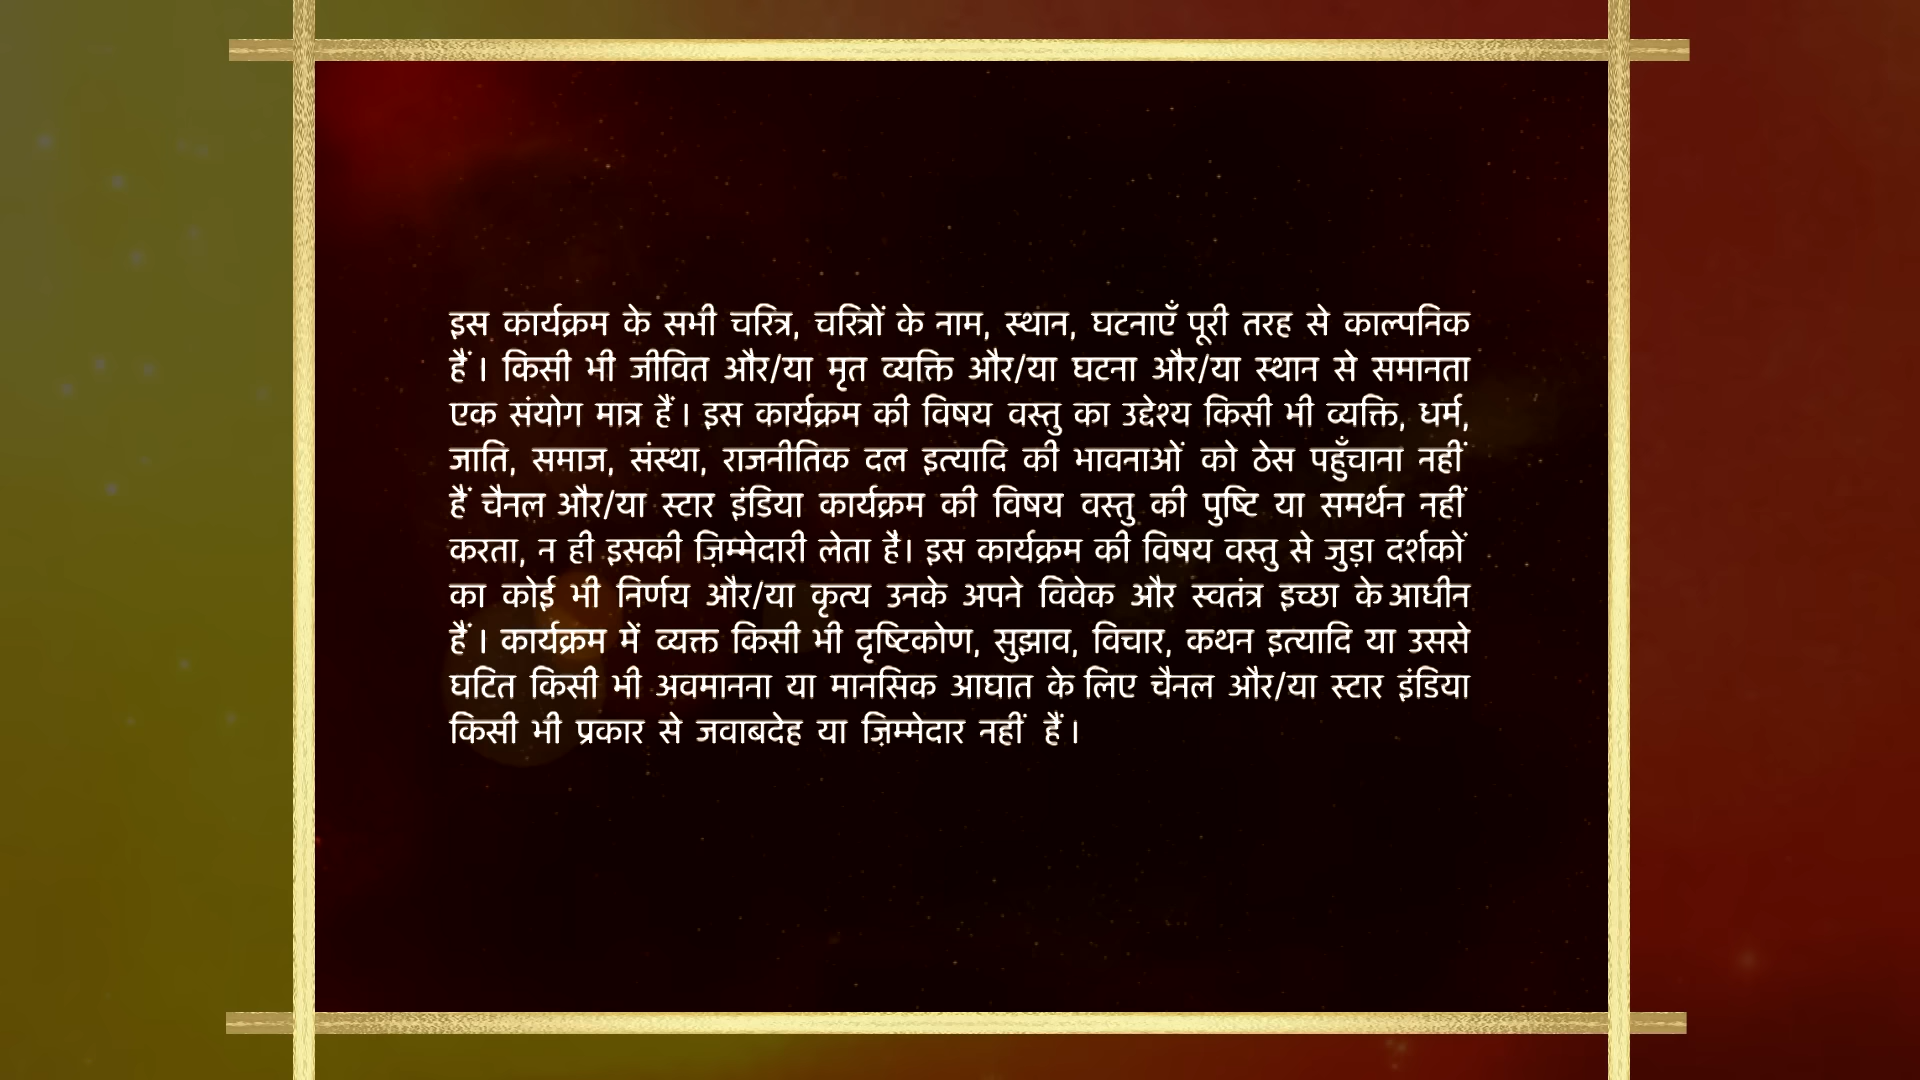 इस कार्यक्रम के सभी चरित्र, चरित्रों के नाम, स्थान, घटनाएँ पूरी तरह से काल्पनिक
हैं । किसी भी जीवित और/या मृत व्यक्ति और/या घटना और/या स्थान से समानता
एक संयोग मात्र हैं । इस कार्यक्रम की विषय वस्तु का उद्देश्य किसी भी व्यक्ति, धर्म,
जाति, समाज, संस्था, राजनीतिक दल इत्यादि की भावनाओं को ठेस पहुँचाना नहीं
हैं चैनल और/या स्टार इंडिया कार्यक्रम की विषय वस्तु की पुष्टि या समर्थन नहीं
करता, न ही इसकी ज़िम्मेदारी लेता है। इस कार्यक्रम की विषय वस्तु से जुड़ा दर्शकों
का कोई भी निर्णय और/या कृत्य उनके अपने विवेक और स्वतंत्र इच्छा के आधीन
हैं । कार्यक्रम में व्यक्त किसी भी दृष्टिकोण, सुझाव, विचार, कथन इत्यादि या उससे
घटित किसी भी अवमानना या मानसिक आघात के लिए चैनल और/या स्टार इंडिया
किसी भी प्रकार से जवाबदेह या ज़िम्मेदार नहीं हैं ।